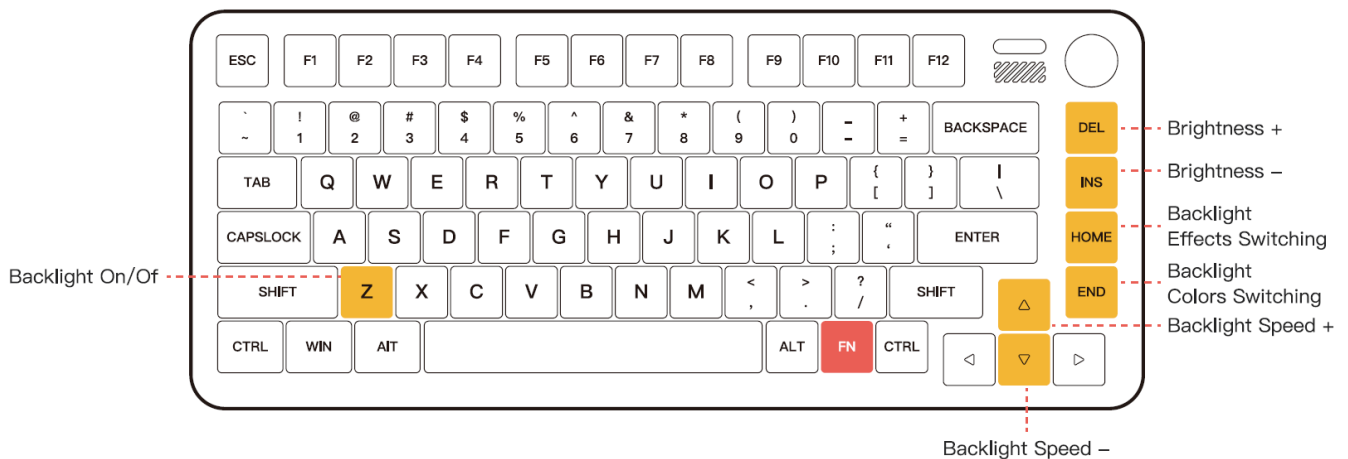 ESC F1 F2 F3 F4 F5 F6 F7 F8 F9 F10 F11 F12
` ! @ # $ % ^ & * ( ) - +
~ 1 2 3 4 5 6 7 8 9 0 - = BACKSPACE DEL Brightness +
TAB Q W E R T Y U I O P { } |
[ ] \ INS Brightness –
CAPSLOCK A S D F G H J K L : “
; ‘ ENTER HOME Backlight
Effects Switching
Backlight On/Of SHIFT Z X C V B N M < > ?
, . / SHIFT △ END Backlight
Colors Switching
Backlight Speed +
CTRL WIN AlT ALT FN CTRL ◁ ▽ ▷
Backlight Speed –